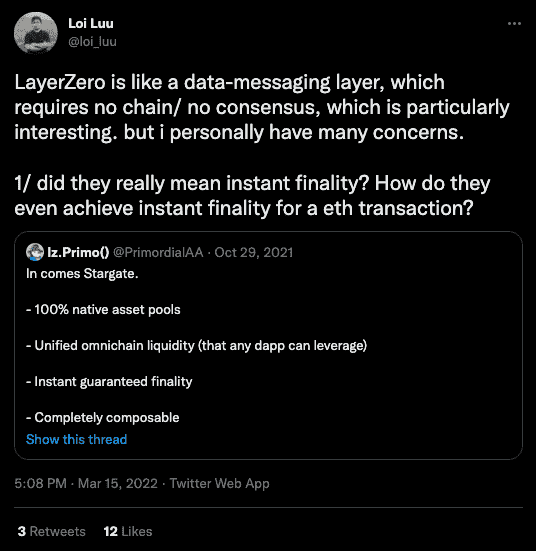 Loi Luu
@loi_luu
LayerZero is like a data-messaging layer, which
requires no chain/ no consensus, which is particularly
interesting. but i personally have many concerns.
1/ did they really mean instant finality? How do they
even achieve instant finality for a eth transaction?
lz.Primo() @PrimordialAA · Oct 29, 2021
In comes Stargate.
- 100% native asset pools
- Unified omnichain liquidity (that any dapp can leverage)
- Instant guaranteed finality
- Completely composable
Show this thread
5:08 PM · Mar 15, 2022 · Twitter Web App
3 Retweets 12 Likes